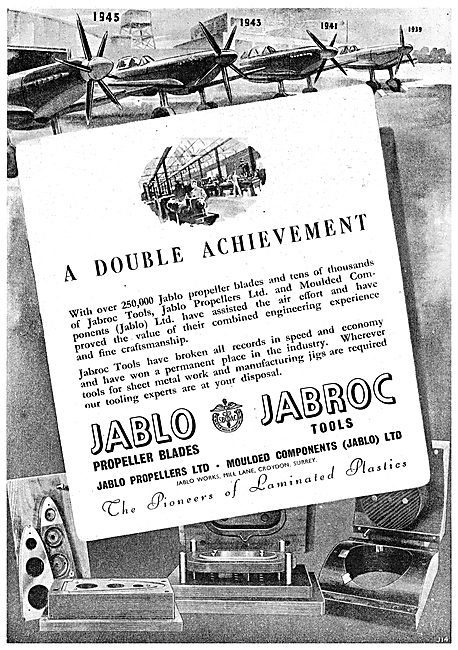 1945
1943
1941
1939
A DOUBLE ACHIEVEMENT
With over 250,000 Jablo propeller blades and tens of thousands
of Jabroc Tools, Jablo Propellers Ltd. and Moulded Com-
ponents (Jablo) Ltd. have assisted the air effort and have
proved the value of their combined engineering experience
and fine craftsmanship.
Jabroc Tools have broken all records in speed and economy
and have won a permanent place in the industry. Wherever
tools for sheet metal work and manufacturing jigs are required
our tooling experts are at your disposal.
JABLO
JABROC
PROPELLER BLADES
TOOLS
JABLO PROPELLERS LTD · MOULDED COMPONENTS (JABLO) LTD
JABLO WORKS, MILL LANE, CROYDON, SURREY.
The Pioneers of Laminated Plastics
J14